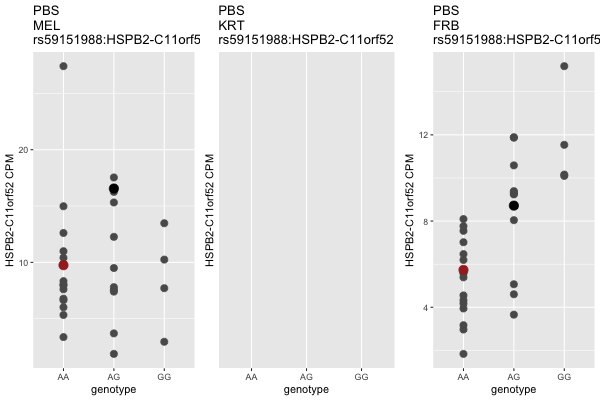 PBS
MEL
rs59151988:HSPB2-C11orf5
HSPB2-C11orf52 CPM
20
10
AA AG GG
genotype
PBS
KRT
rs59151988:HSPB2-C11orf52
HSPB2-C11orf52 CPM
AA AG GG
genotype
PBS
FRB
rs59151988:HSPB2-C11orf5
HSPB2-C11orf52 CPM
12
8
4
AA AG GG
genotype